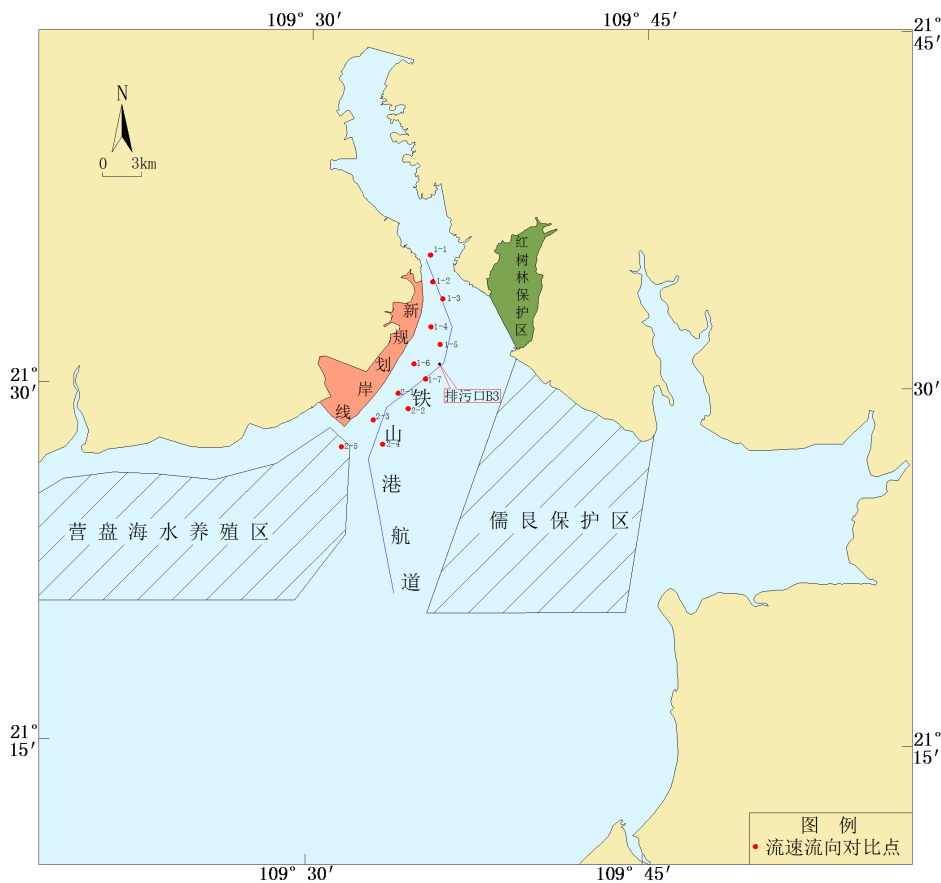 109° 30′
109° 45′
21°
45′
N
0 3km
红树林保护区
1-1
1-2
1-3
新规划岸线
1-4
1-5
1-6
1-7
排污口B3
21°
30′
30′
2-1
2-2
2-3
2-4
2-5
铁山港航道
营盘海水养殖区
儒艮保护区
21°
15′
21°
15′
图 例
流速流向对比点
109° 30′
109° 45′